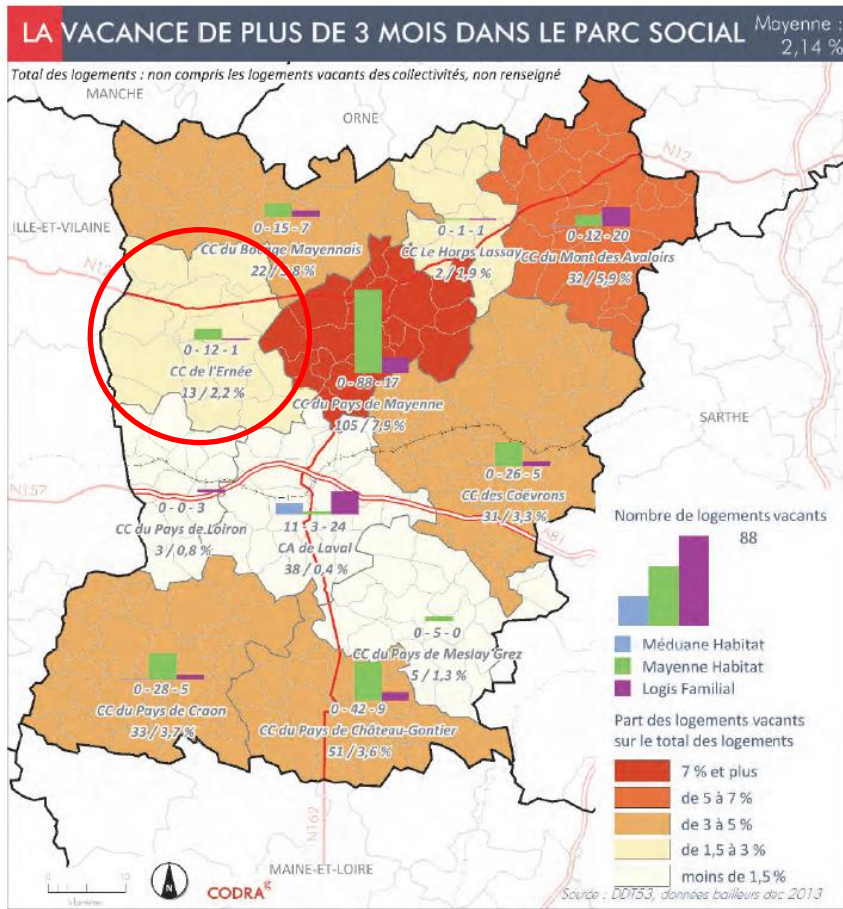 LA VACANCE DE PLUS DE 3 MOIS DANS LE PARC SOCIAL
Mayenne :
2,14 %
Total des logements : non compris les logements vacants des collectivités, non renseigné
MANCHE
ORNE
N12
ILLE-ET-VILAINE
0 - 15 - 7
CC du Bocage Mayennais
22 / 3,8 %
0 - 1 - 1
CC Le Horps Lassay
2 / 1,9 %
0 - 12 - 20
CC du Mont des Avaloirs
32 / 5,9 %
0 - 12 - 1
CC de l'Ernée
13 / 2,2 %
0 - 88 - 17
CC du Pays de Mayenne
105 / 7,9 %
SARTHE
0 - 26 - 5
CC des Coëvrons
31 / 3,3 %
N157
0 - 0 - 3
CC du Pays de Loiron
3 / 0,8 %
11 - 3 - 24
CA de Laval
38 / 0,4 %
A81
0 - 5 - 0
CC du Pays de Meslay Grez
5 / 1,3 %
0 - 28 - 5
CC du Pays de Craon
33 / 3,7 %
0 - 42 - 9
CC du Pays de Château-Gontier
51 / 3,6 %
N162
MAINE-ET-LOIRE
Nombre de logements vacants
88
Méduane Habitat
Mayenne Habitat
Logis Familial
Part des logements vacants
sur le total des logements
7 % et plus
de 5 à 7 %
de 3 à 5 %
de 1,5 à 3 %
moins de 1,5 %
0
10
Kilomètres
N
CODRA
Source : DDT53, données bailleurs dec 2013